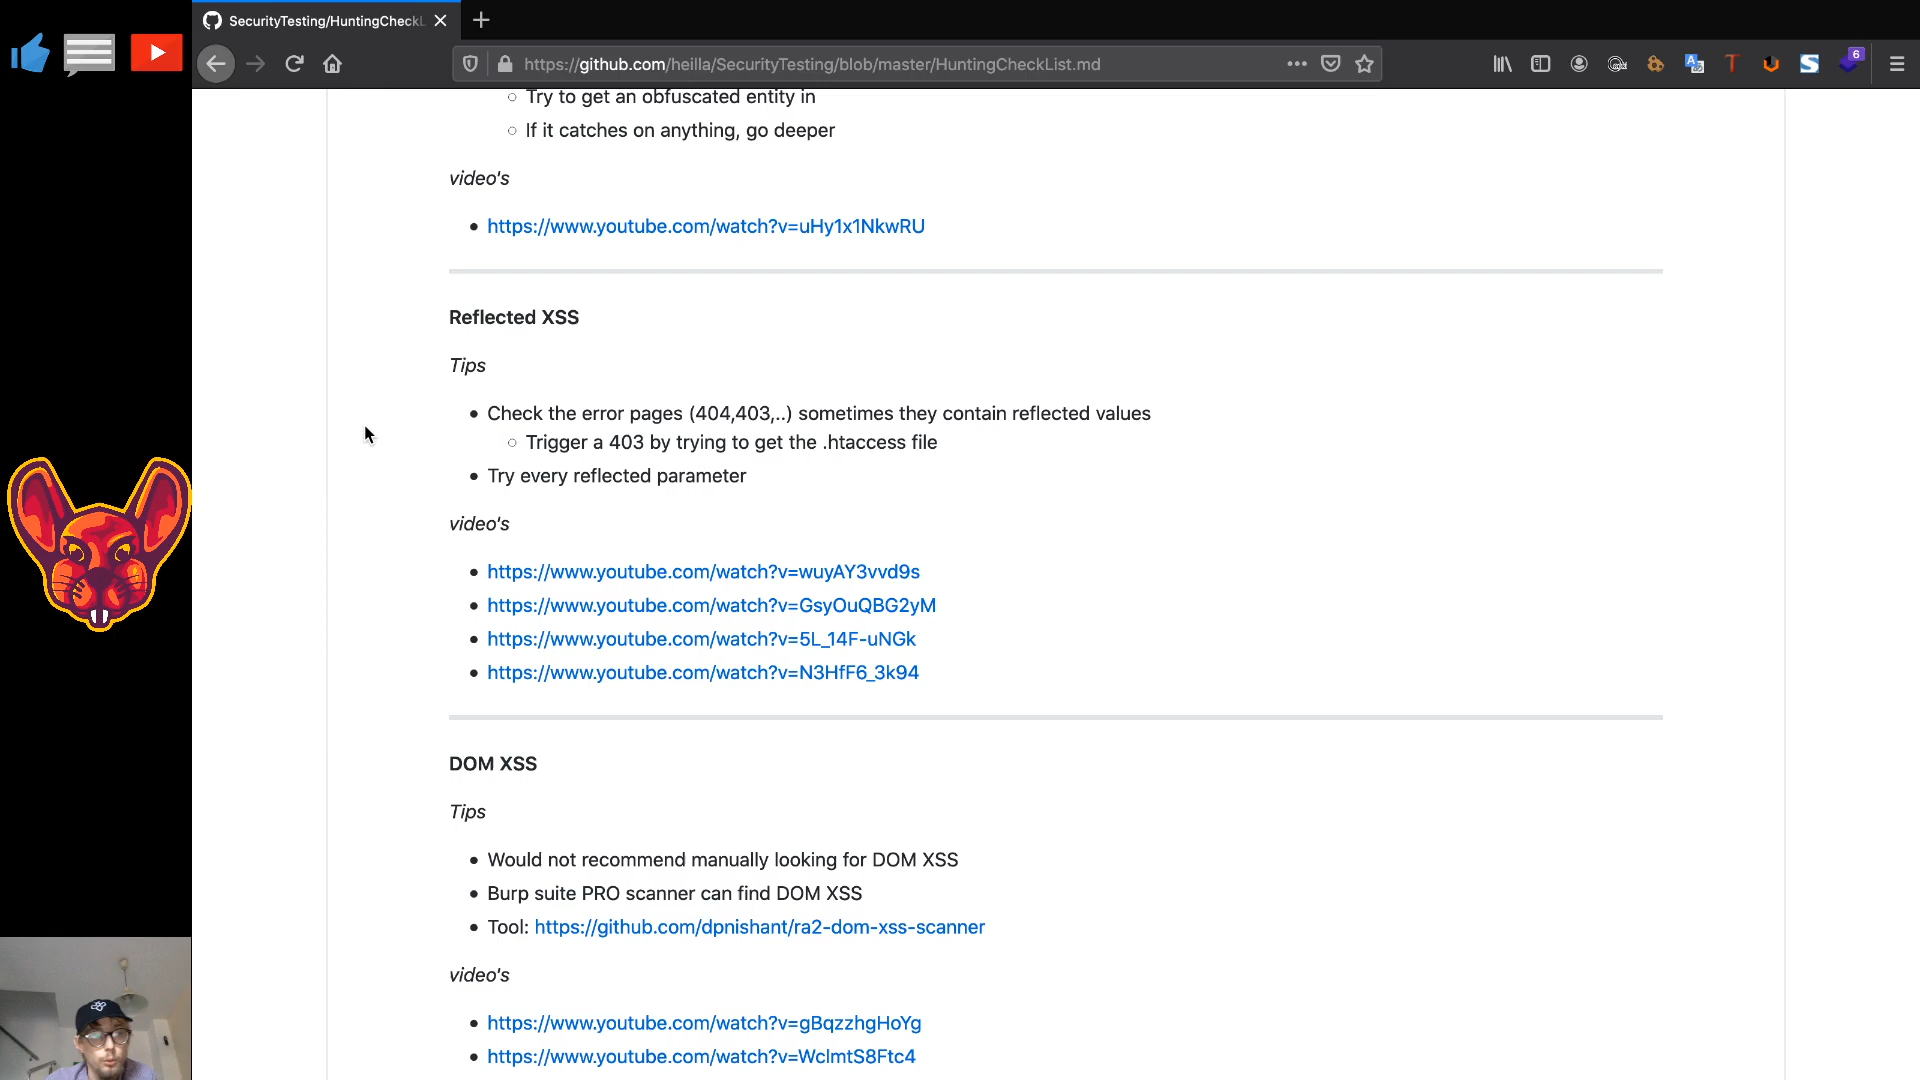 SecurityTesting/HuntingCheckL
https://github.com/heilla/SecurityTesting/blob/master/HuntingCheckList.md
6
Try to get an obfuscated entity in
If it catches on anything, go deeper
video's
https://www.youtube.com/watch?v=uHy1x1NkwRU
Reflected XSS
Tips
Check the error pages (404,403,..) sometimes they contain reflected values
Trigger a 403 by trying to get the .htaccess file
Try every reflected parameter
video's
https://www.youtube.com/watch?v=wuyAY3vvd9s
https://www.youtube.com/watch?v=GsyOuQBG2yM
https://www.youtube.com/watch?v=5L_14F-uNGk
https://www.youtube.com/watch?v=N3HfF6_3k94
DOM XSS
Tips
Would not recommend manually looking for DOM XSS
Burp suite PRO scanner can find DOM XSS
Tool: https://github.com/dpnishant/ra2-dom-xss-scanner
video's
https://www.youtube.com/watch?v=gBqzzhgHoYg
https://www.youtube.com/watch?v=WclmtS8Ftc4